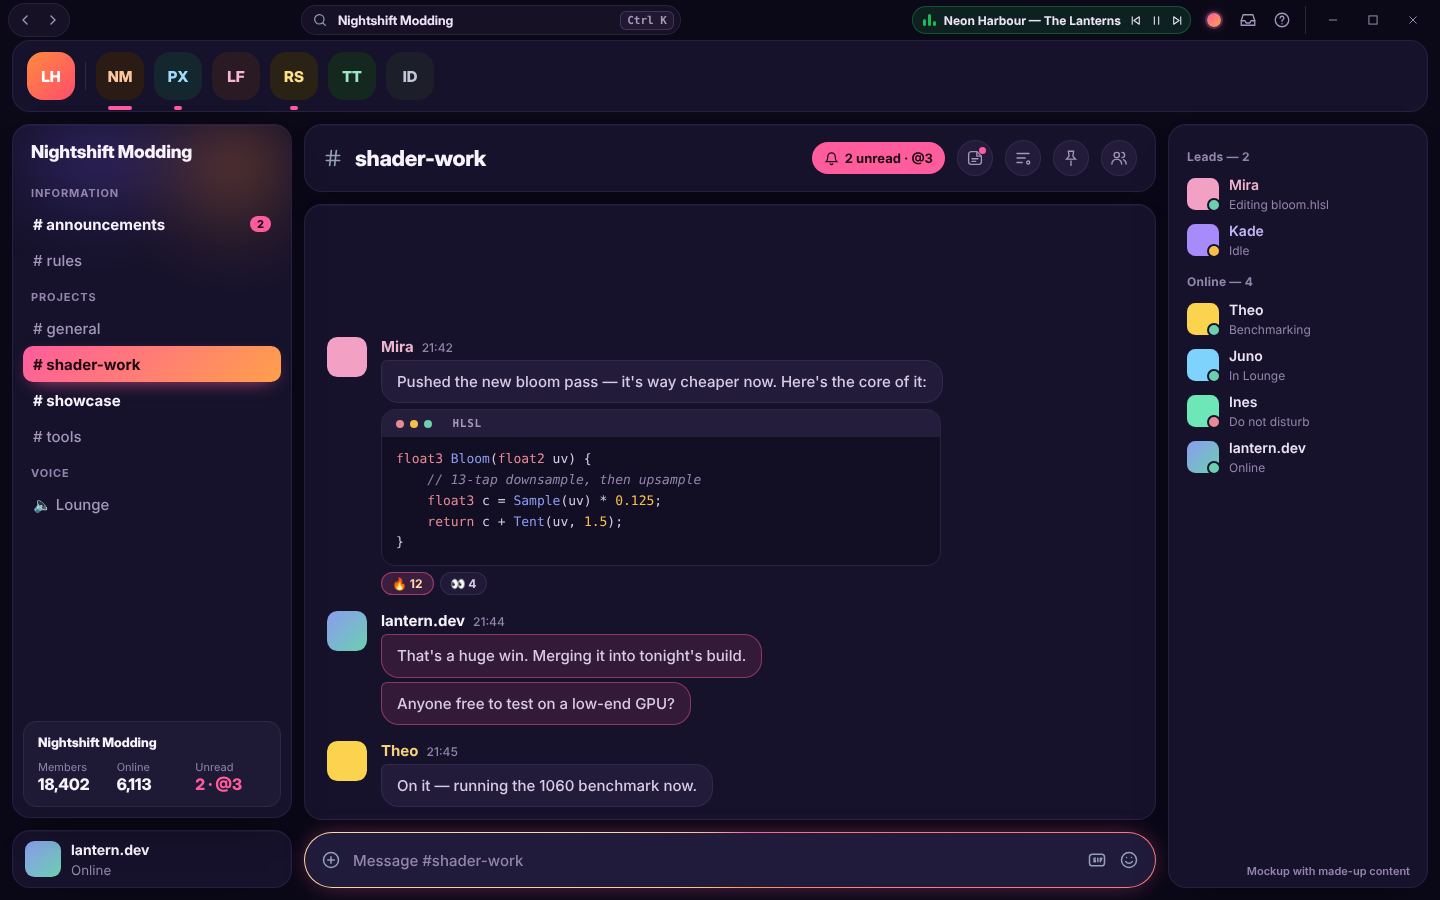 Nightshift Modding
Ctrl K
Neon Harbour — The Lanterns
LH
NM
PX
LF
RS
TT
ID
Nightshift Modding
INFORMATION
# announcements
2
# rules
PROJECTS
# general
# shader-work
# showcase
# tools
VOICE
Lounge
Nightshift Modding
Members
Online
Unread
18,402
6,113
2 · @3
lantern.dev
Online
# shader-work
2 unread · @3
Mira 21:42
Pushed the new bloom pass — it's way cheaper now. Here's the core of it:
HLSL
float3 Bloom(float2 uv) {
// 13-tap downsample, then upsample
float3 c = Sample(uv) * 0.125;
return c + Tent(uv, 1.5);
}
🔥 12
👀 4
lantern.dev 21:44
That's a huge win. Merging it into tonight's build.
Anyone free to test on a low-end GPU?
Theo 21:45
On it — running the 1060 benchmark now.
Message #shader-work
GIF
Leads — 2
Mira
Editing bloom.hlsl
Kade
Idle
Online — 4
Theo
Benchmarking
Juno
In Lounge
Ines
Do not disturb
lantern.dev
Online
Mockup with made-up content